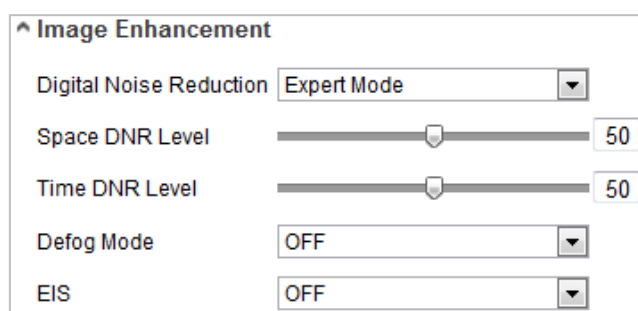 Image Enhancement
Digital Noise Reduction Expert Mode
Space DNR Level 50
Time DNR Level 50
Defog Mode OFF
EIS OFF